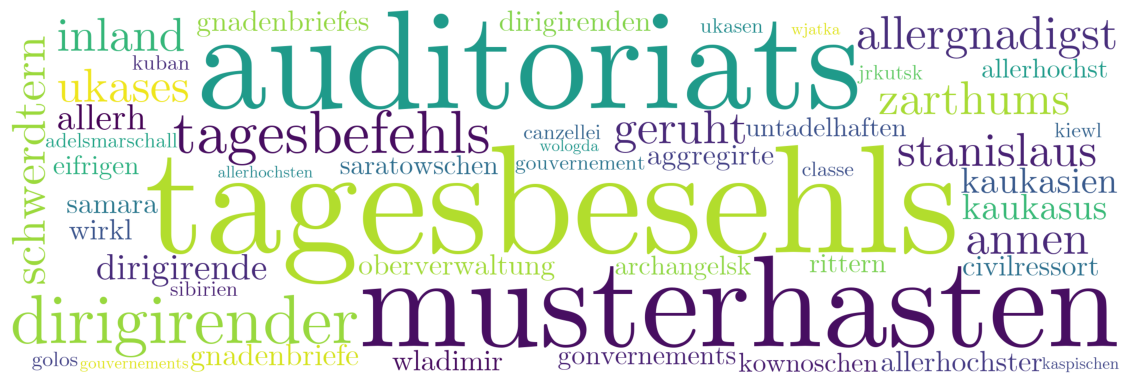 gnadenbriefes dirigirenden ukasen wjatka
inland auditoriats allergnadigst
kuban jrkutsk allerhochst
ukases zarthums
schwerdtern
allerh tagesbefehls canzellei geruht untadelhaften kiewl
adelsmarschall wologda
eifrigen allerhochsten saratowschen gouvernement aggregirte classe stanislaus
tagesbesehls kaukasien
samara kaukasus
wirkl annen
dirigirende oberverwaltung archangelsk rittern civilressort
sibirien
dirigirender musterhasten
golos gouvernements gnadenbriefe wladimir gonvernements kownoschen allerhochster kaspischen